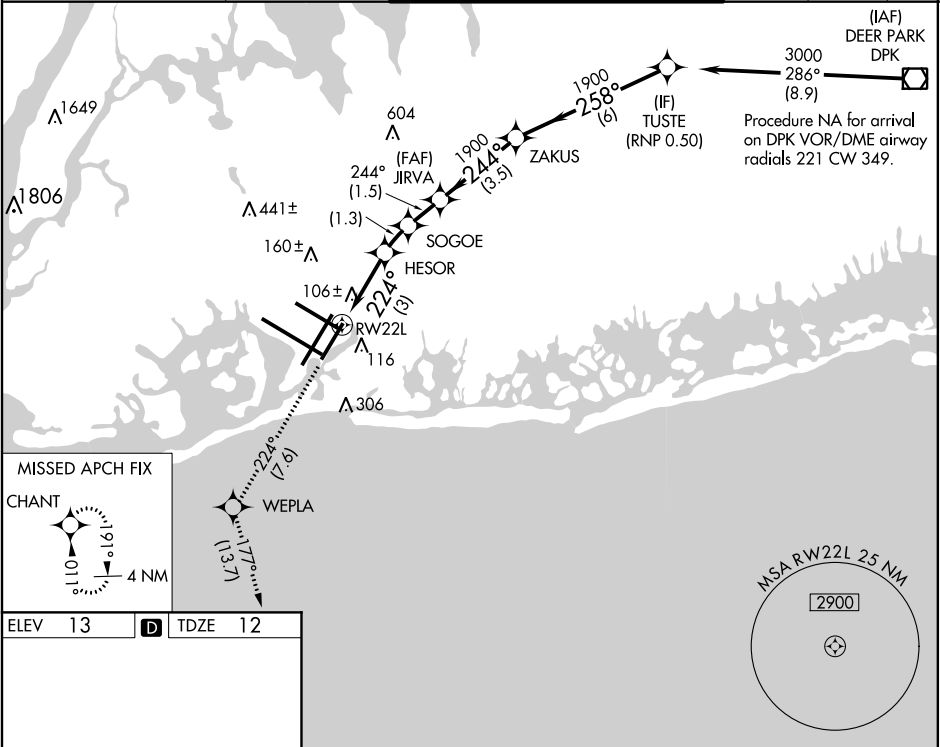 (IAF)
DEER PARK
DPK
3000
286°
(8.9)
1900
258°
(6)
(IF)
TUSTE
(RNP 0.50)
Procedure NA for arrival
on DPK VOR/DME airway
radials 221 CW 349.
1649
604
1900
244°
(3.5)
ZAKUS
(FAF)
JIRVA
244°
(1.5)
1806
441±
(1.3)
SOGOE
160±
HESOR
106±
224°
(3)
RW22L
116
306
224°
(7.6)
MISSED APCH FIX
CHANT
191°
011°
4 NM
WEPLA
177°
(13.7)
MSA RW22L 25 NM
2900
ELEV 13 D TDZE 12